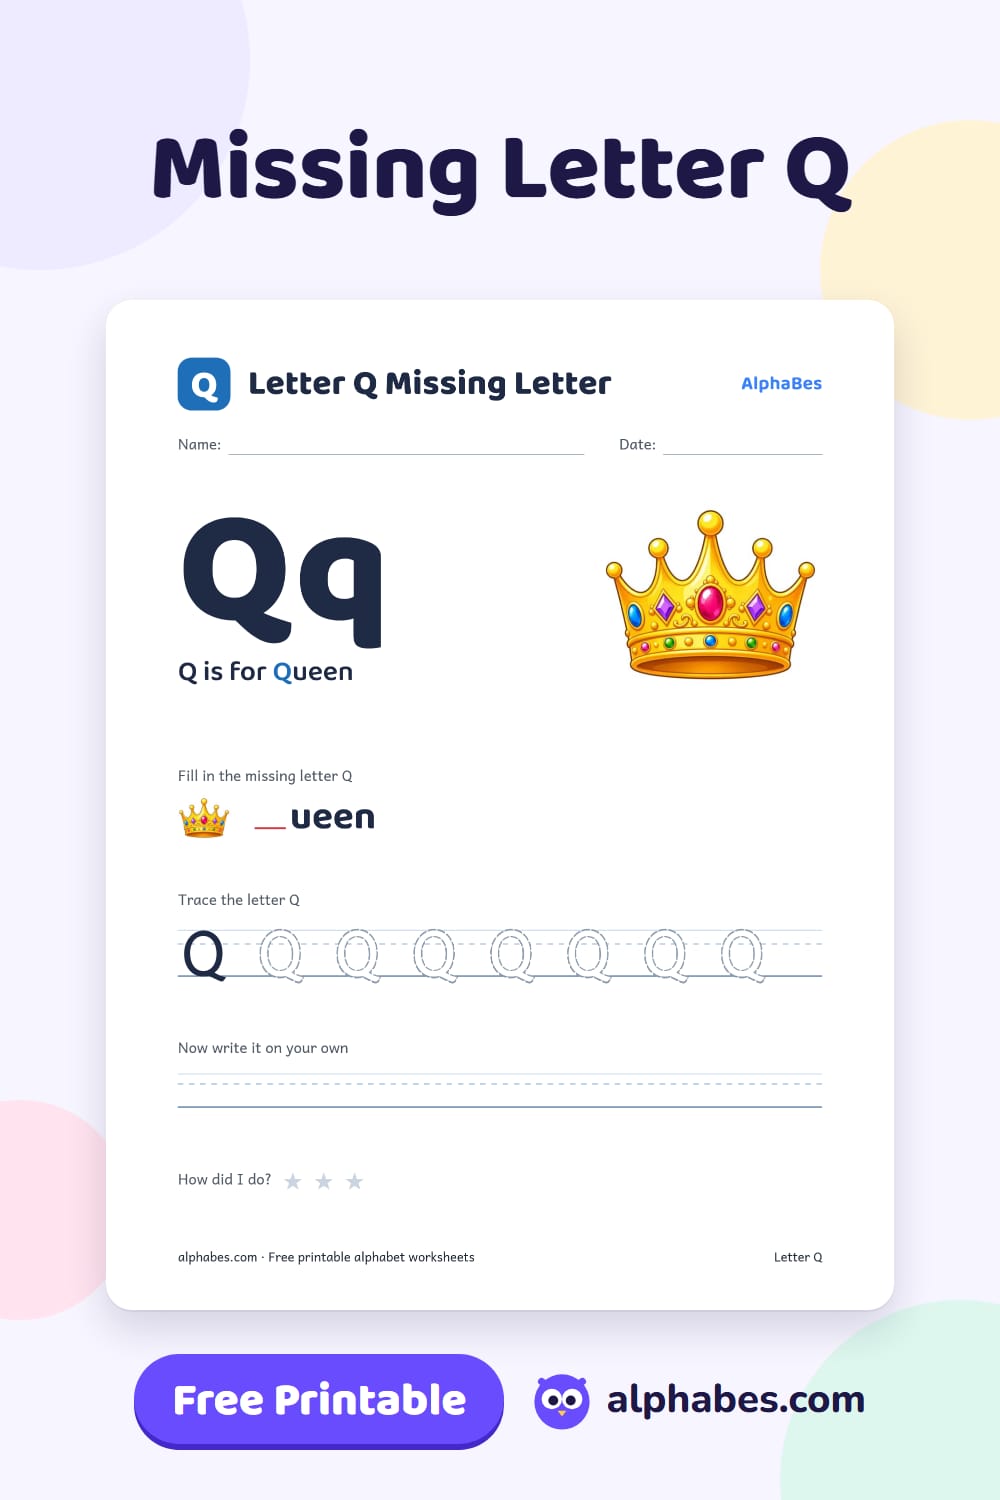 Missing Letter Q
Q Letter Q Missing Letter AlphaBes
Name: Date:
Qq
Q is for Queen
Fill in the missing letter Q
__ueen
Trace the letter Q
Q Q Q Q Q Q Q Q
Now write it on your own
How did I do? ★ ★ ★
alphabes.com · Free printable alphabet worksheets Letter Q
Free Printable alphabes.com